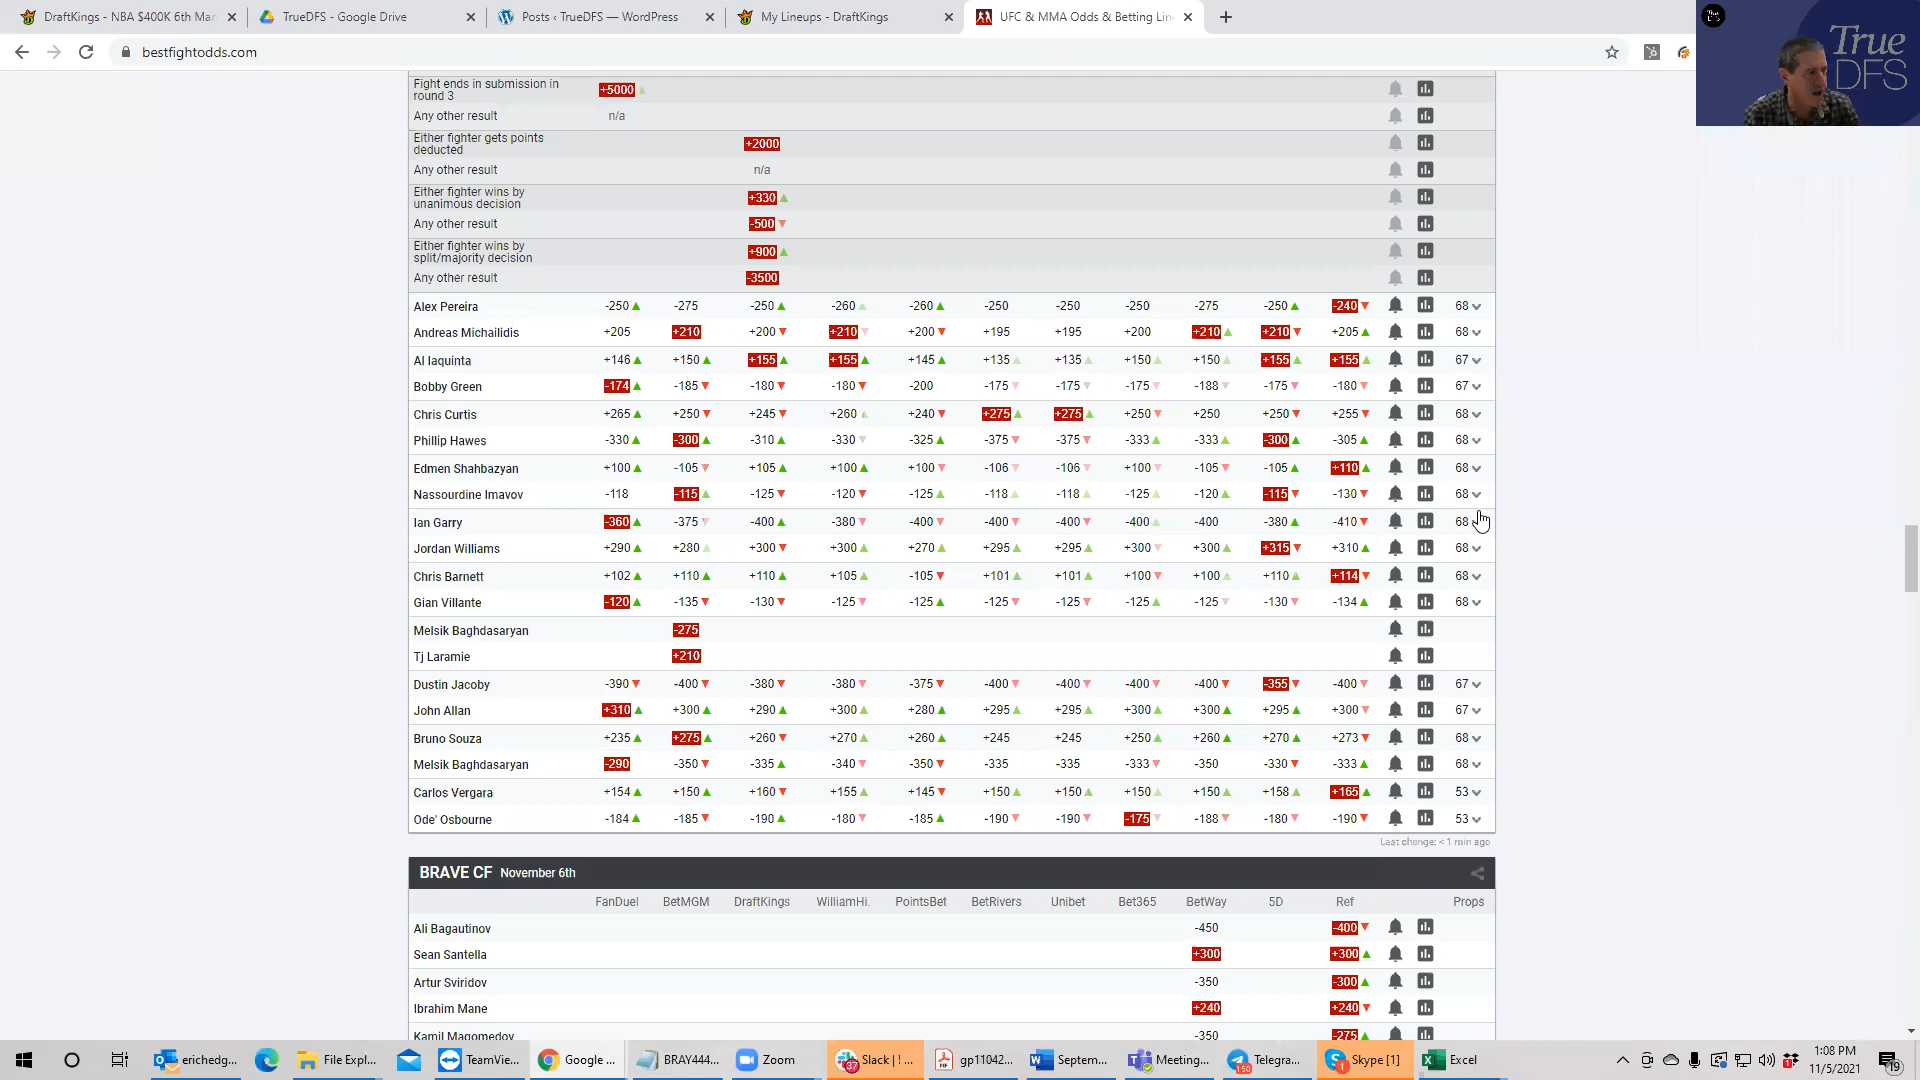 DraftKings - NBA $400K 6th Mar
TrueDFS - Google Drive
Posts ‹ TrueDFS — WordPress
My Lineups - DraftKings
UFC & MMA Odds & Betting Lin
bestfightodds.com
True DFS
Fight ends in submission in round 3 +5000
Any other result n/a
Either fighter gets points deducted +2000
Any other result n/a
Either fighter wins by unanimous decision +330
Any other result -500
Either fighter wins by split/majority decision +900
Any other result -3500
Alex Pereira -250 -275 -250 -260 -260 -250 -250 -250 -275 -250 -240 68
Andreas Michailidis +205 +210 +200 +210 +200 +195 +195 +200 +210 +210 +205 68
Al Iaquinta +146 +150 +155 +155 +145 +135 +135 +150 +150 +155 +155 67
Bobby Green -174 -185 -180 -180 -200 -175 -175 -175 -188 -175 -180 67
Chris Curtis +265 +250 +245 +260 +240 +275 +275 +250 +250 +250 +255 68
Phillip Hawes -330 -300 -310 -330 -325 -375 -375 -333 -333 -300 -305 68
Edmen Shahbazyan +100 -105 +105 +100 +100 -106 -106 +100 -105 -105 +110 68
Nassourdine Imavov -118 -115 -125 -120 -125 -118 -118 -125 -120 -115 -130 68
Ian Garry -360 -375 -400 -380 -400 -400 -400 -400 -400 -380 -410 68
Jordan Williams +290 +280 +300 +300 +270 +295 +295 +300 +300 +315 +310 68
Chris Barnett +102 +110 +110 +105 -105 +101 +101 +100 +100 +110 +114 68
Gian Villante -120 -135 -130 -125 -125 -125 -125 -125 -125 -130 -134 68
Melsik Baghdasaryan -275
Tj Laramie +210
Dustin Jacoby -390 -400 -380 -380 -375 -400 -400 -400 -400 -355 -400 67
John Allan +310 +300 +290 +300 +280 +295 +295 +300 +300 +295 +300 67
Bruno Souza +235 +275 +260 +270 +260 +245 +245 +250 +260 +270 +273 68
Melsik Baghdasaryan -290 -350 -335 -340 -350 -335 -335 -333 -350 -330 -333 68
Carlos Vergara +154 +150 +160 +155 +145 +150 +150 +150 +150 +158 +165 53
Ode' Osbourne -184 -185 -190 -180 -185 -190 -190 -175 -188 -180 -190 53
Last change: < 1 min ago
BRAVE CF November 6th
FanDuel BetMGM DraftKings WilliamHi. PointsBet BetRivers Unibet Bet365 BetWay 5D Ref Props
Ali Bagautinov -450 -400
Sean Santella +300 +300
Artur Sviridov -350 -300
Ibrahim Mane +240 +240
Kamil Magomedov -350 -275
erichedg... File Expl... TeamVie... Google ... BRAY444... Zoom Slack | ! ... gp11042... Septem... Meeting... Telegra... Skype [1] Excel
1:08 PM
11/5/2021